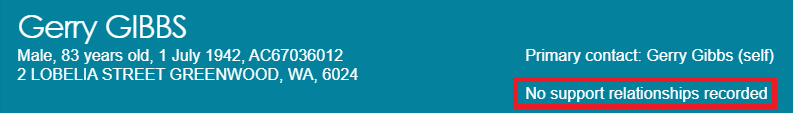 Gerry GIBBS
Male, 83 years old, 1 July 1942, AC67036012
2 LOBELIA STREET GREENWOOD, WA, 6024
Primary contact: Gerry Gibbs (self)
No support relationships recorded